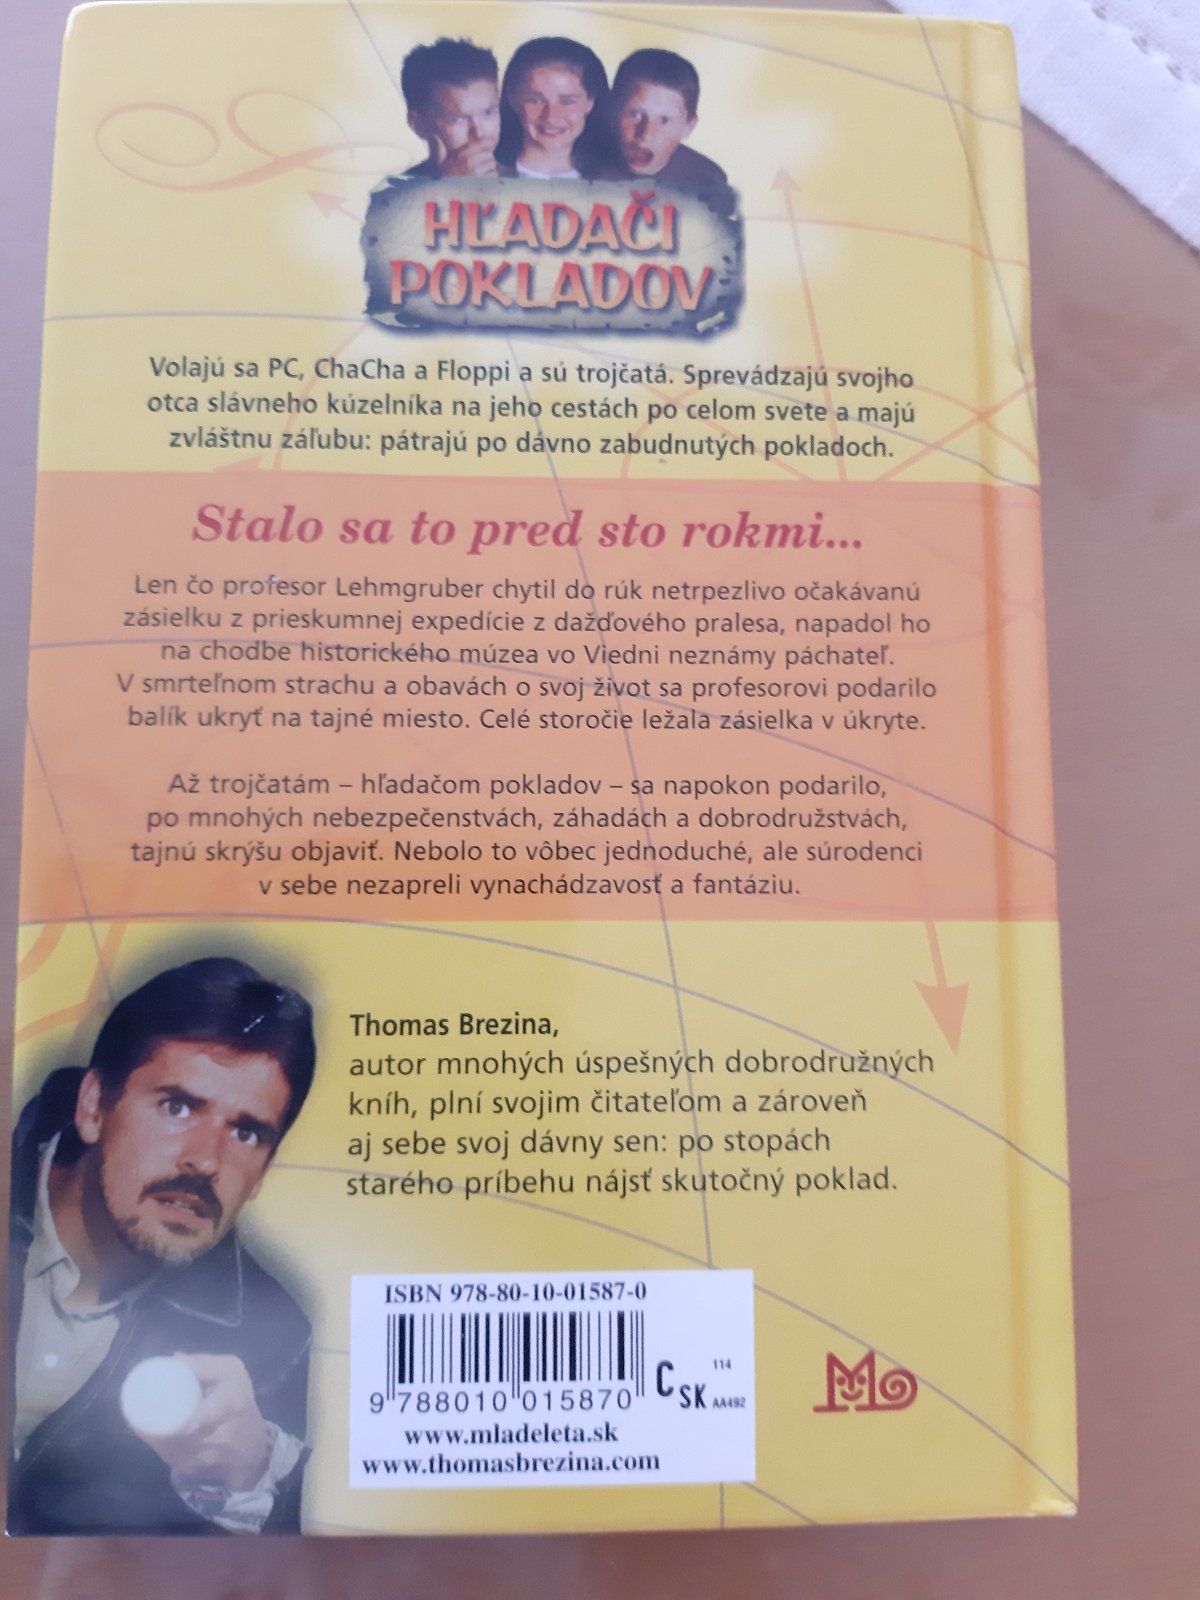 HĽADAČI
POKLADOV
Volajú sa PC, ChaCha a Floppi a sú trojčatá. Sprevádzajú svojho
otca slávneho kúzelníka na jeho cestách po celom svete a majú
zvláštnu záľubu: pátrajú po dávno zabudnutých pokladoch.
Stalo sa to pred sto rokmi...
Len čo profesor Lehmgruber chytil do rúk netrpezlivo očakávanú
zásielku z prieskumnej expedície z dažďového pralesa, napadol ho
na chodbe historického múzea vo Viedni neznámy páchateľ.
V smrteľnom strachu a obavách o svoj život sa profesorovi podarilo
balík ukryť na tajné miesto. Celé storočie ležala zásielka v úkryte.
Až trojčatám – hľadačom pokladov – sa napokon podarilo,
po mnohých nebezpečenstvách, záhadách a dobrodružstvách,
tajnú skrýšu objaviť. Nebolo to vôbec jednoduché, ale súrodenci
v sebe nezapreli vynachádzavosť a fantáziu.
Thomas Brezina,
autor mnohých úspešných dobrodružných
kníh, plní svojim čitateľom a zároveň
aj sebe svoj dávny sen: po stopách
starého príbehu nájsť skutočný poklad.
ISBN 978-80-10-01587-0
9 788010 015870
C SK 114 AA492
www.mladeleta.sk
www.thomasbrezina.com